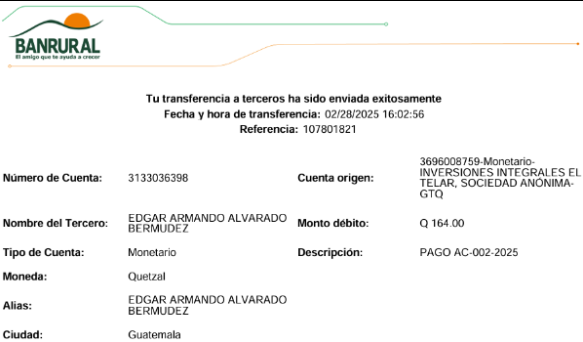 BANRURAL
El amigo que te ayuda a crecer
Tu transferencia a terceros ha sido enviada exitosamente
Fecha y hora de transferencia: 02/28/2025 16:02:56
Referencia: 107801821
Número de Cuenta: 3133036398
Cuenta origen: 3696008759-Monetario-
INVERSIONES INTEGRALES EL
TELAR, SOCIEDAD ANÓNIMA-
GTQ
Nombre del Tercero: EDGAR ARMANDO ALVARADO
BERMUDEZ
Monto débito: Q 164.00
Tipo de Cuenta: Monetario
Descripción: PAGO AC-002-2025
Moneda: Quetzal
Alias: EDGAR ARMANDO ALVARADO
BERMUDEZ
Ciudad: Guatemala